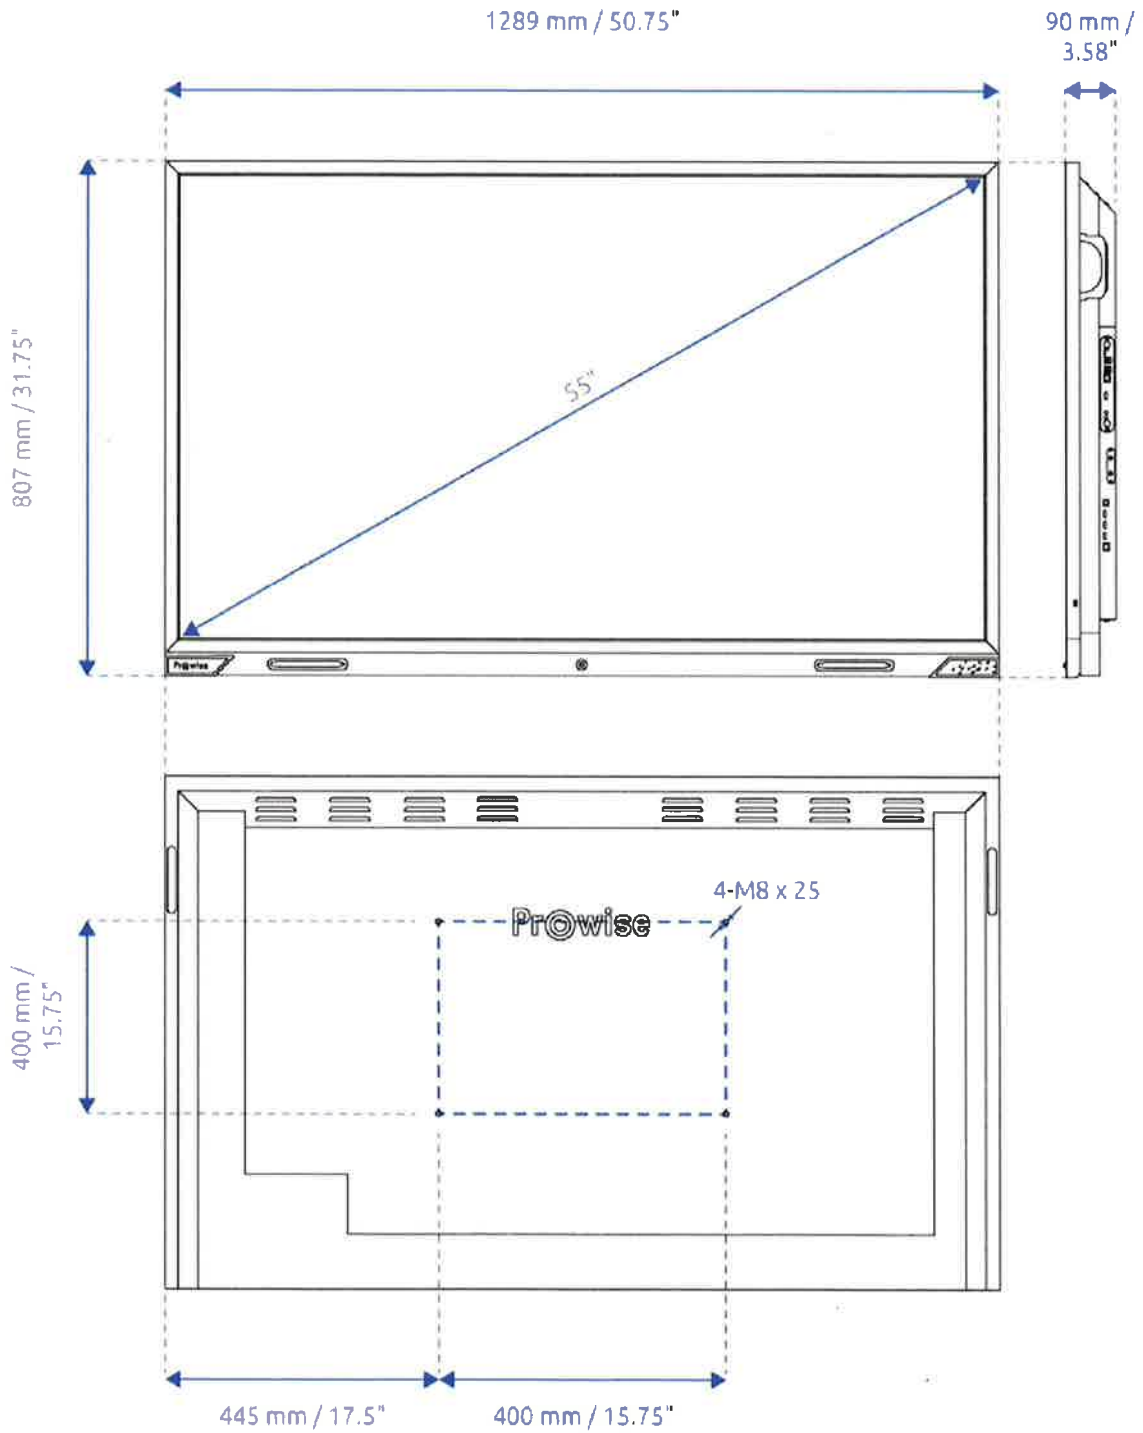 1289 mm / 50.75"
90 mm /
3.58"
807 mm / 31.75"
55"
Prowise
4-M8 x 25
Prowise
400 mm /
15.75"
445 mm / 17.5"
400 mm / 15.75"